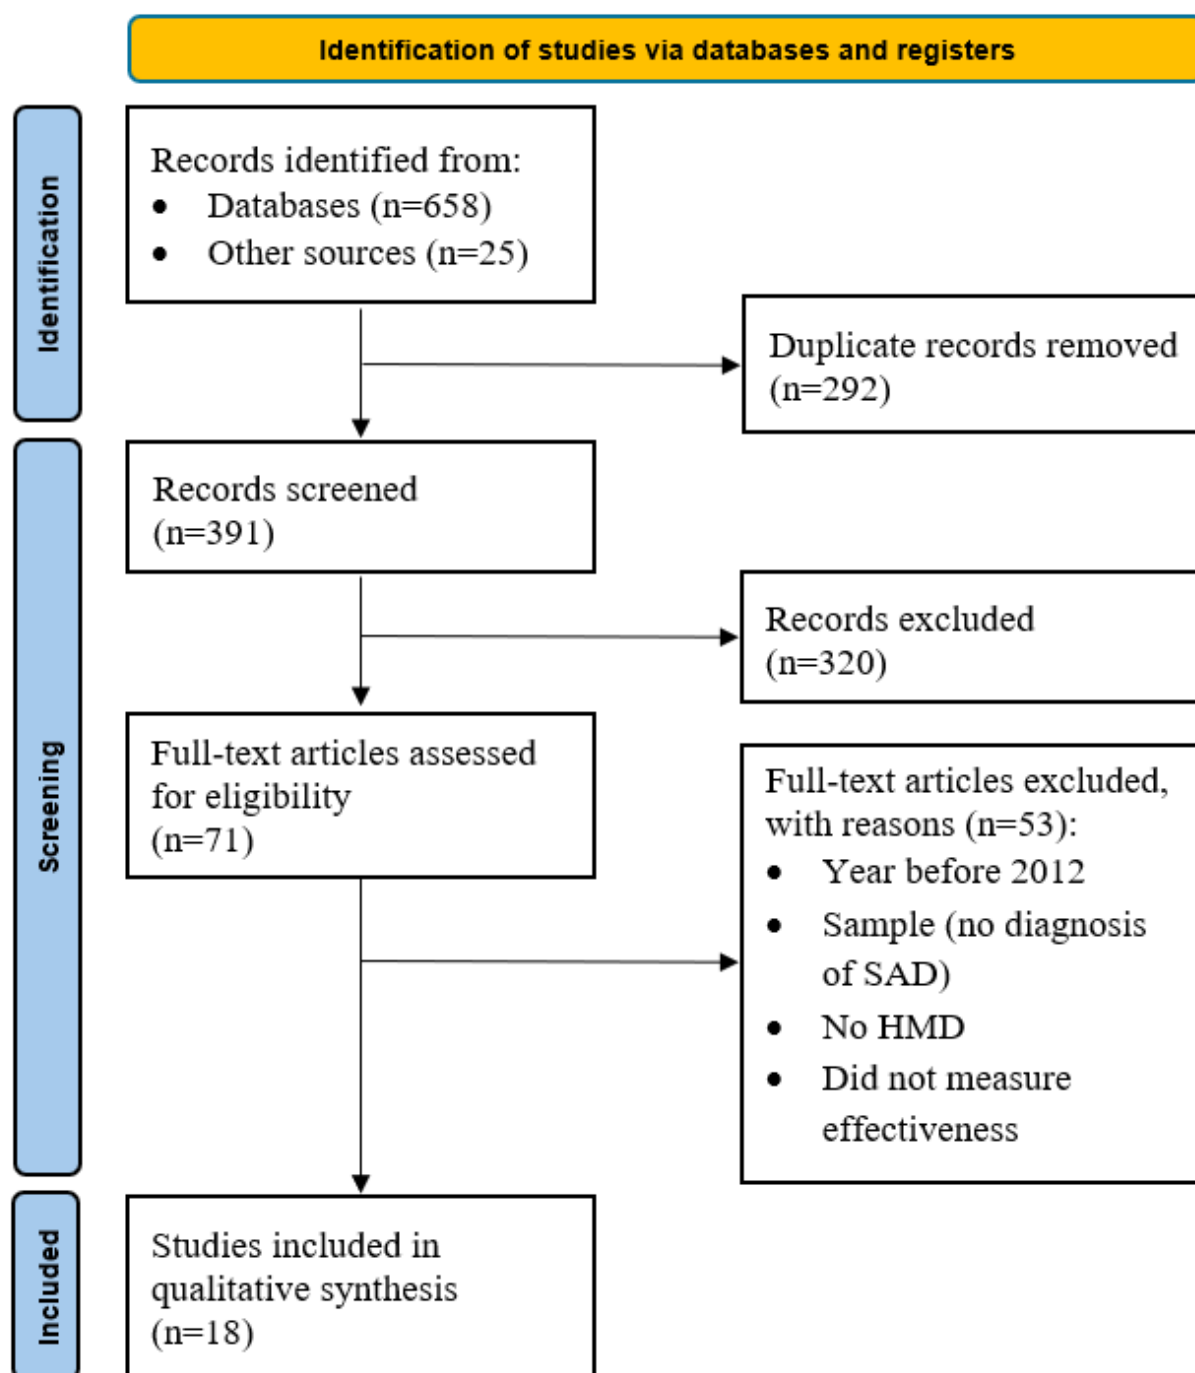 Identification of studies via databases and registers
Identification
Records identified from:
• Databases (n=658)
• Other sources (n=25)
Duplicate records removed
(n=292)
Screening
Records screened
(n=391)
Records excluded
(n=320)
Full-text articles assessed
for eligibility
(n=71)
Full-text articles excluded,
with reasons (n=53):
• Year before 2012
• Sample (no diagnosis
of SAD)
• No HMD
• Did not measure
effectiveness
Included
Studies included in
qualitative synthesis
(n=18)